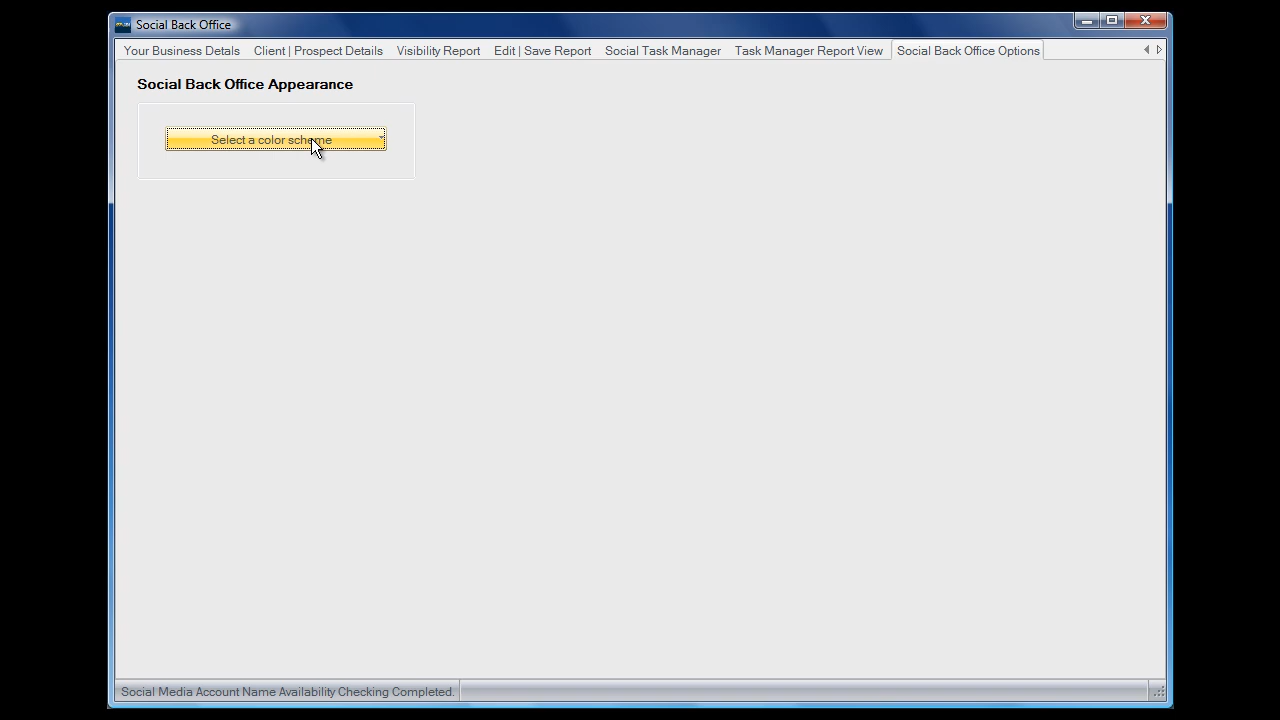 Social Back Office
Your Business Detals Client | Prospect Details Visibility Report Edit | Save Report Social Task Manager Task Manager Report View Social Back Office Options
Social Back Office Appearance
Select a color scheme
Social Media Account Name Availability Checking Completed.